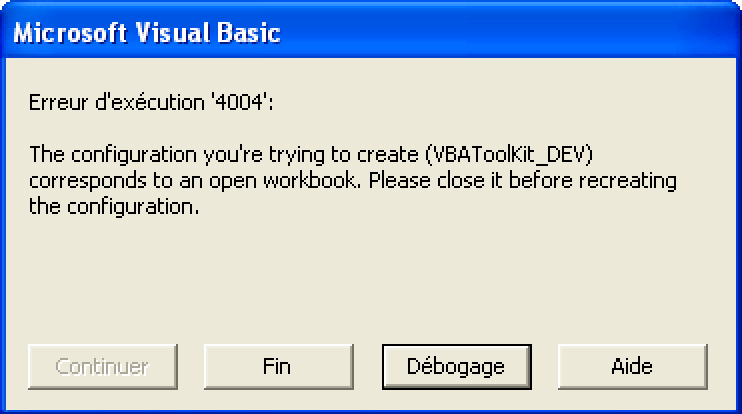 Microsoft Visual Basic
Erreur d'exécution '4004':
The configuration you're trying to create (VBAToolKit_DEV)
corresponds to an open workbook. Please close it before recreating
the configuration.
Continuer Fin Débogage Aide